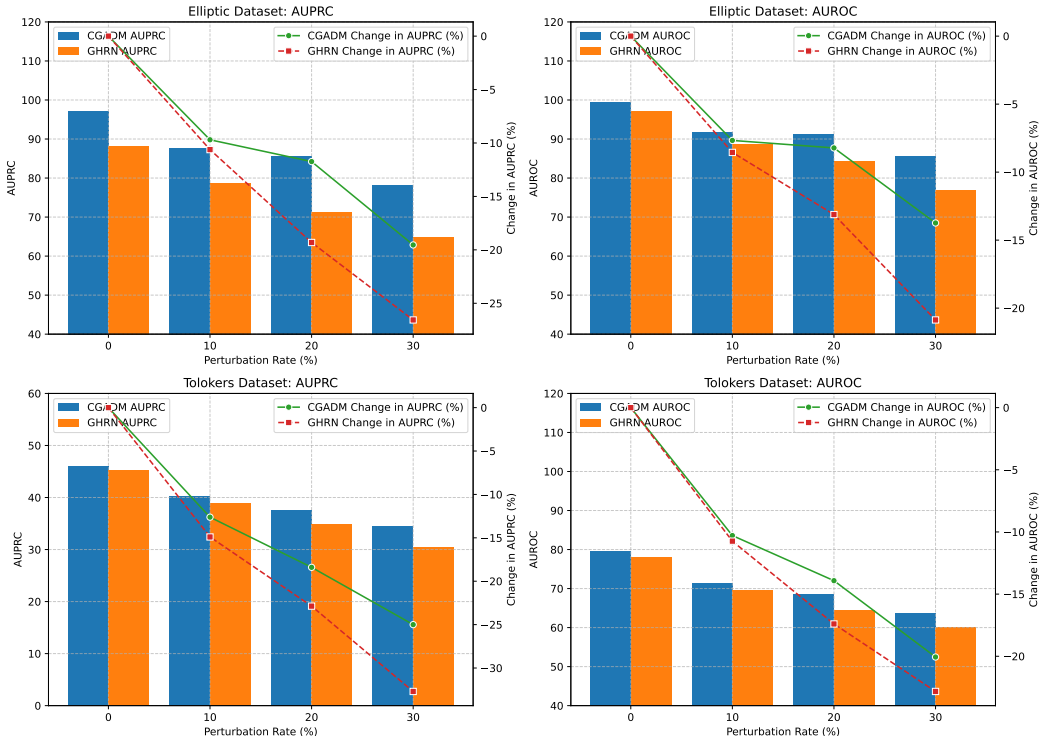 Elliptic Dataset: AUPRC
CGADM AUPRC
GHRN AUPRC
CGADM Change in AUPRC (%)
GHRN Change in AUPRC (%)
120
110
100
90
80
70
60
50
40
AUPRC
0
−5
−10
−15
−20
−25
Change in AUPRC (%)
0 10 20 30
Perturbation Rate (%)
Elliptic Dataset: AUROC
CGADM AUROC
GHRN AUROC
CGADM Change in AUROC (%)
GHRN Change in AUROC (%)
120
110
100
90
80
70
60
50
40
AUROC
0
−5
−10
−15
−20
Change in AUROC (%)
0 10 20 30
Perturbation Rate (%)
Tolokers Dataset: AUPRC
CGADM AUPRC
GHRN AUPRC
CGADM Change in AUPRC (%)
GHRN Change in AUPRC (%)
60
50
40
30
20
10
0
AUPRC
0
−5
−10
−15
−20
−25
−30
Change in AUPRC (%)
0 10 20 30
Perturbation Rate (%)
Tolokers Dataset: AUROC
CGADM AUROC
GHRN AUROC
CGADM Change in AUROC (%)
GHRN Change in AUROC (%)
120
110
100
90
80
70
60
50
40
AUROC
0
−5
−10
−15
−20
Change in AUROC (%)
0 10 20 30
Perturbation Rate (%)